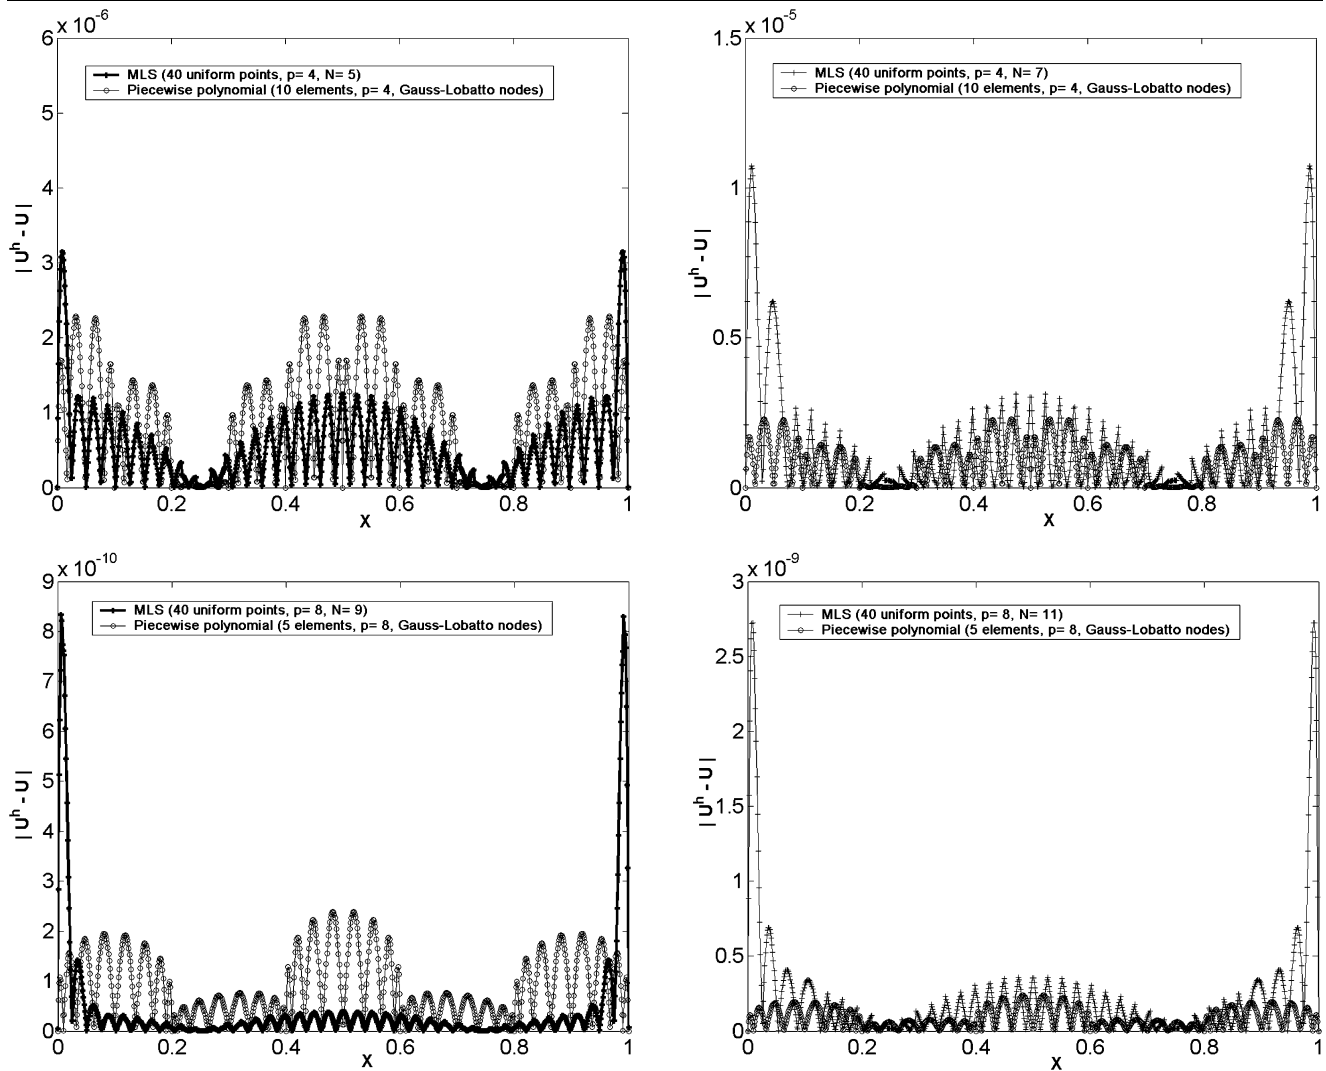 x 10-6
6
5
4
3
2
1
0
0 0.2 0.4 0.6 0.8 1
X
| Uh - U |
MLS (40 uniform points, p= 4, N= 5)
Piecewise polynomial (10 elements, p= 4, Gauss-Lobatto nodes)
x 10-5
1.5
1
0.5
0
0 0.2 0.4 0.6 0.8 1
X
| Uh - U |
MLS (40 uniform points, p= 4, N= 7)
Piecewise polynomial (10 elements, p= 4, Gauss-Lobatto nodes)
x 10-10
9
8
7
6
5
4
3
2
1
0
0 0.2 0.4 0.6 0.8 1
X
| Uh - U |
MLS (40 uniform points, p= 8, N= 9)
Piecewise polynomial (5 elements, p= 8, Gauss-Lobatto nodes)
x 10-9
3
2.5
2
1.5
1
0.5
0
0 0.2 0.4 0.6 0.8 1
X
| Uh - U |
MLS (40 uniform points, p= 8, N= 11)
Piecewise polynomial (5 elements, p= 8, Gauss-Lobatto nodes)